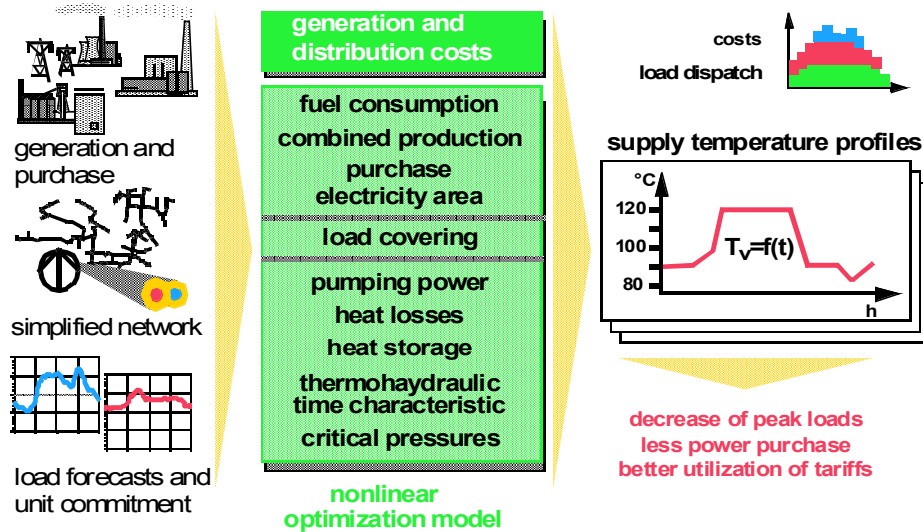 generation and
purchase
simplified network
load forecasts and
unit commitment
generation and
distribution costs
fuel consumption
combined production
purchase
electricity area
load covering
pumping power
heat losses
heat storage
thermohaydraulic
time characteristic
critical pressures
nonlinear
optimization model
costs
load dispatch
supply temperature profiles
°C
120
100
80
Tv=f(t)
h
decrease of peak loads
less power purchase
better utilization of tariffs